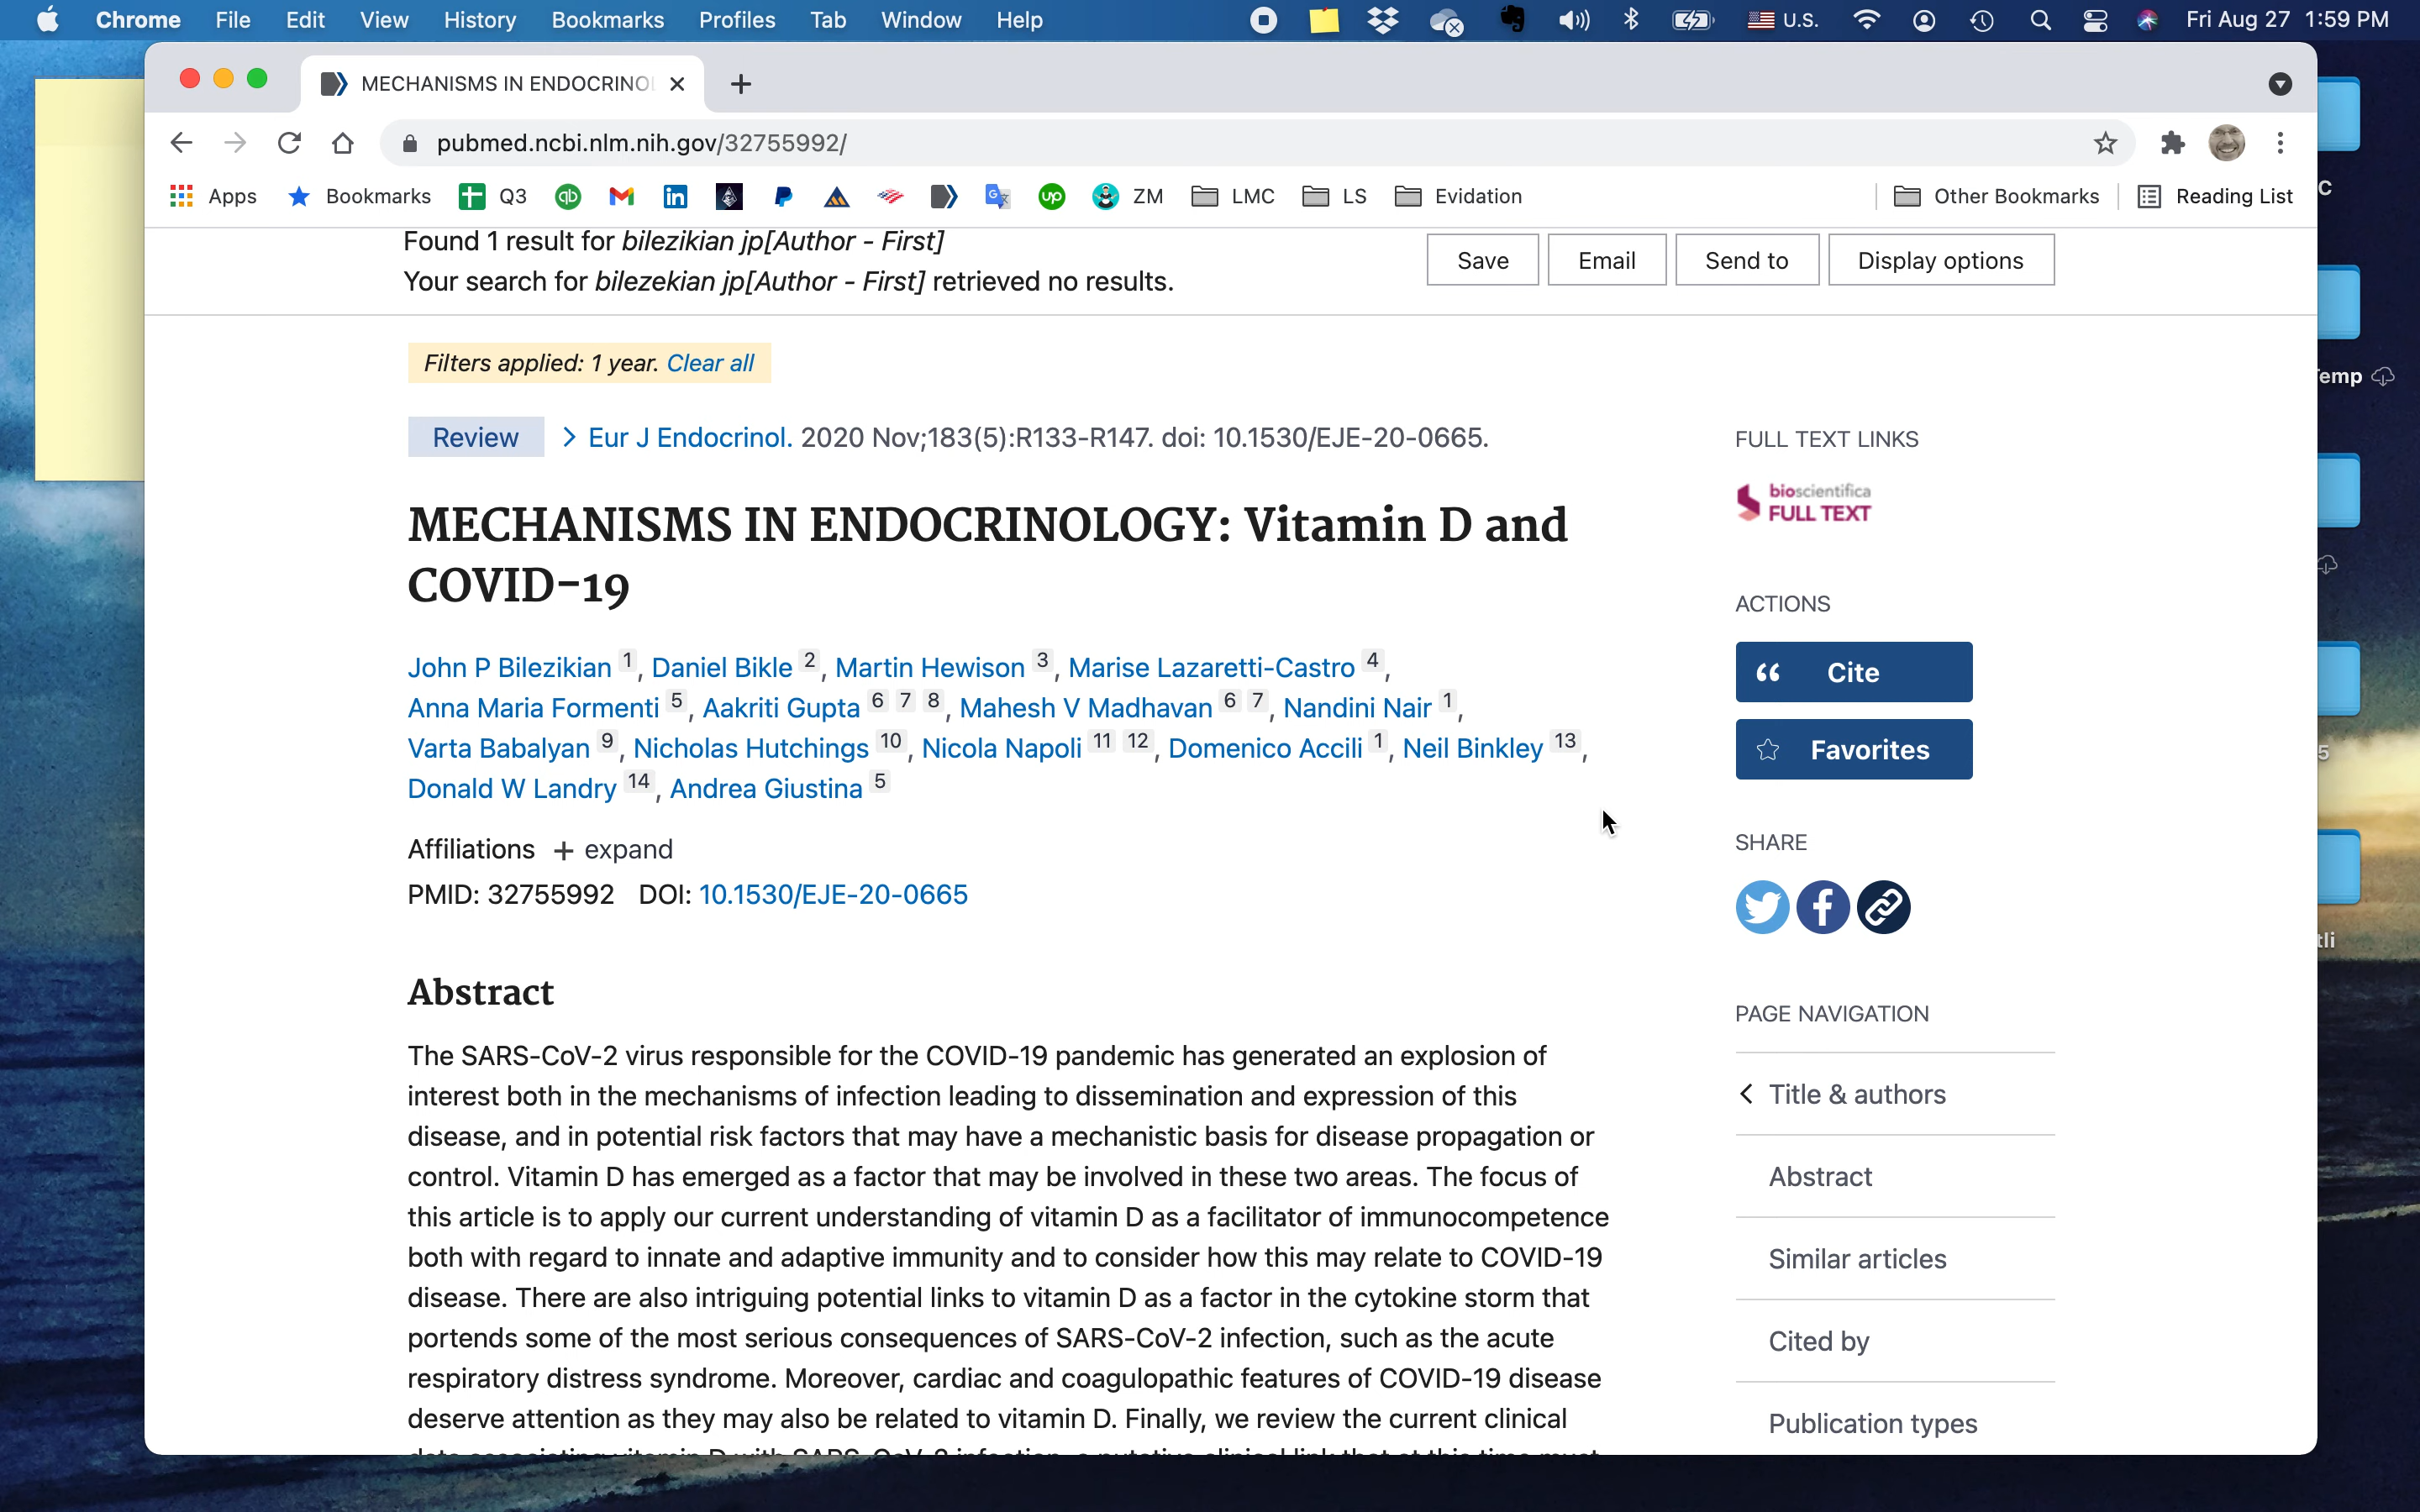 Chrome File Edit View History Bookmarks Profiles Tab Window Help U.S. Fri Aug 27 1:59 PM
MECHANISMS IN ENDOCRINOL
pubmed.ncbi.nlm.nih.gov/32755992/
Apps Bookmarks Q3 qb up ZM LMC LS Evidation Other Bookmarks Reading List
Found 1 result for bilezikian jp[Author - First]
Your search for bilezekian jp[Author - First] retrieved no results.
Save Email Send to Display options
Filters applied: 1 year. Clear all
Review > Eur J Endocrinol. 2020 Nov;183(5):R133-R147. doi: 10.1530/EJE-20-0665.
MECHANISMS IN ENDOCRINOLOGY: Vitamin D and
COVID-19
John P Bilezikian 1, Daniel Bikle 2, Martin Hewison 3, Marise Lazaretti-Castro 4,
Anna Maria Formenti 5, Aakriti Gupta 6 7 8, Mahesh V Madhavan 6 7, Nandini Nair 1,
Varta Babalyan 9, Nicholas Hutchings 10, Nicola Napoli 11 12, Domenico Accili 1, Neil Binkley 13,
Donald W Landry 14, Andrea Giustina 5
Affiliations + expand
PMID: 32755992 DOI: 10.1530/EJE-20-0665
Abstract
The SARS-CoV-2 virus responsible for the COVID-19 pandemic has generated an explosion of
interest both in the mechanisms of infection leading to dissemination and expression of this
disease, and in potential risk factors that may have a mechanistic basis for disease propagation or
control. Vitamin D has emerged as a factor that may be involved in these two areas. The focus of
this article is to apply our current understanding of vitamin D as a facilitator of immunocompetence
both with regard to innate and adaptive immunity and to consider how this may relate to COVID-19
disease. There are also intriguing potential links to vitamin D as a factor in the cytokine storm that
portends some of the most serious consequences of SARS-CoV-2 infection, such as the acute
respiratory distress syndrome. Moreover, cardiac and coagulopathic features of COVID-19 disease
deserve attention as they may also be related to vitamin D. Finally, we review the current clinical
FULL TEXT LINKS
bioscientifica
FULL TEXT
ACTIONS
Cite
Favorites
SHARE
PAGE NAVIGATION
Title & authors
Abstract
Similar articles
Cited by
Publication types
C
emp
5
tli